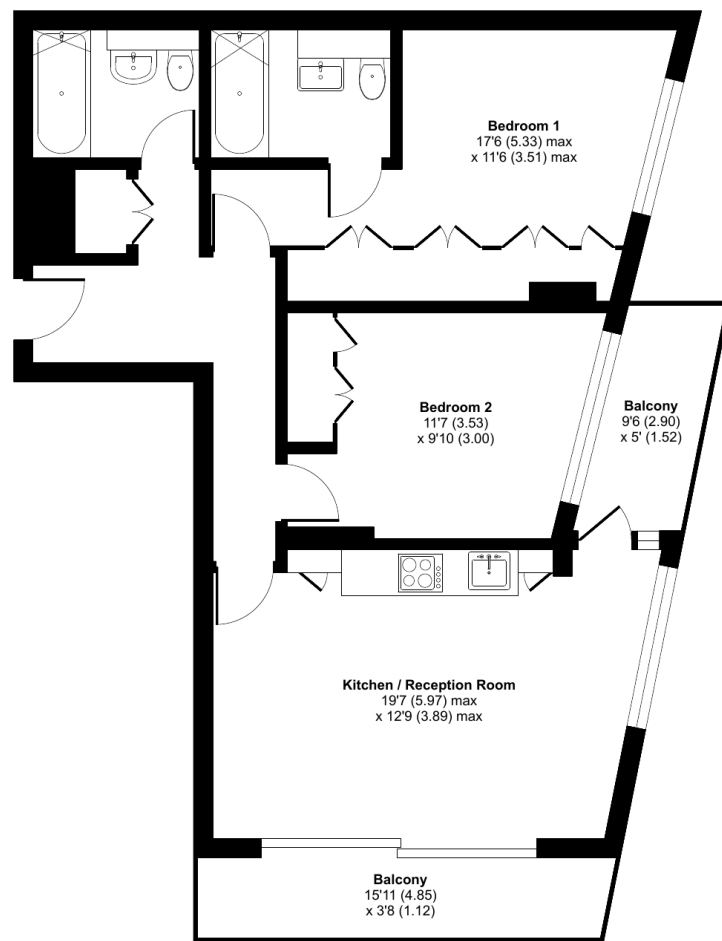 Bedroom 1
17'6 (5.33) max
x 11'6 (3.51) max
Bedroom 2
11'7 (3.53)
x 9'10 (3.00)
Balcony
9'6 (2.90)
x 5' (1.52)
Kitchen / Reception Room
19'7 (5.97) max
x 12'9 (3.89) max
Balcony
15'11 (4.85)
x 3'8 (1.12)